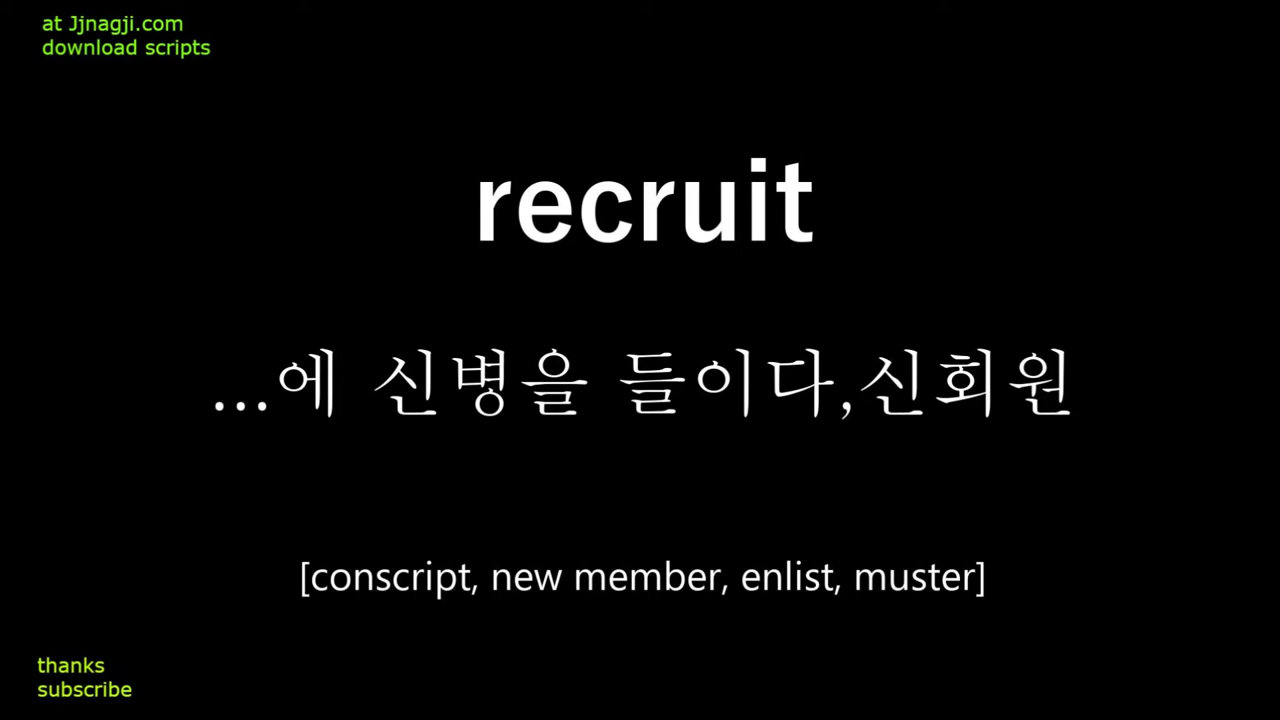 at Jjnagji.com
download scripts
recruit
...에 신병을 들이다,신회원
[conscript, new member, enlist, muster]
thanks
subscribe